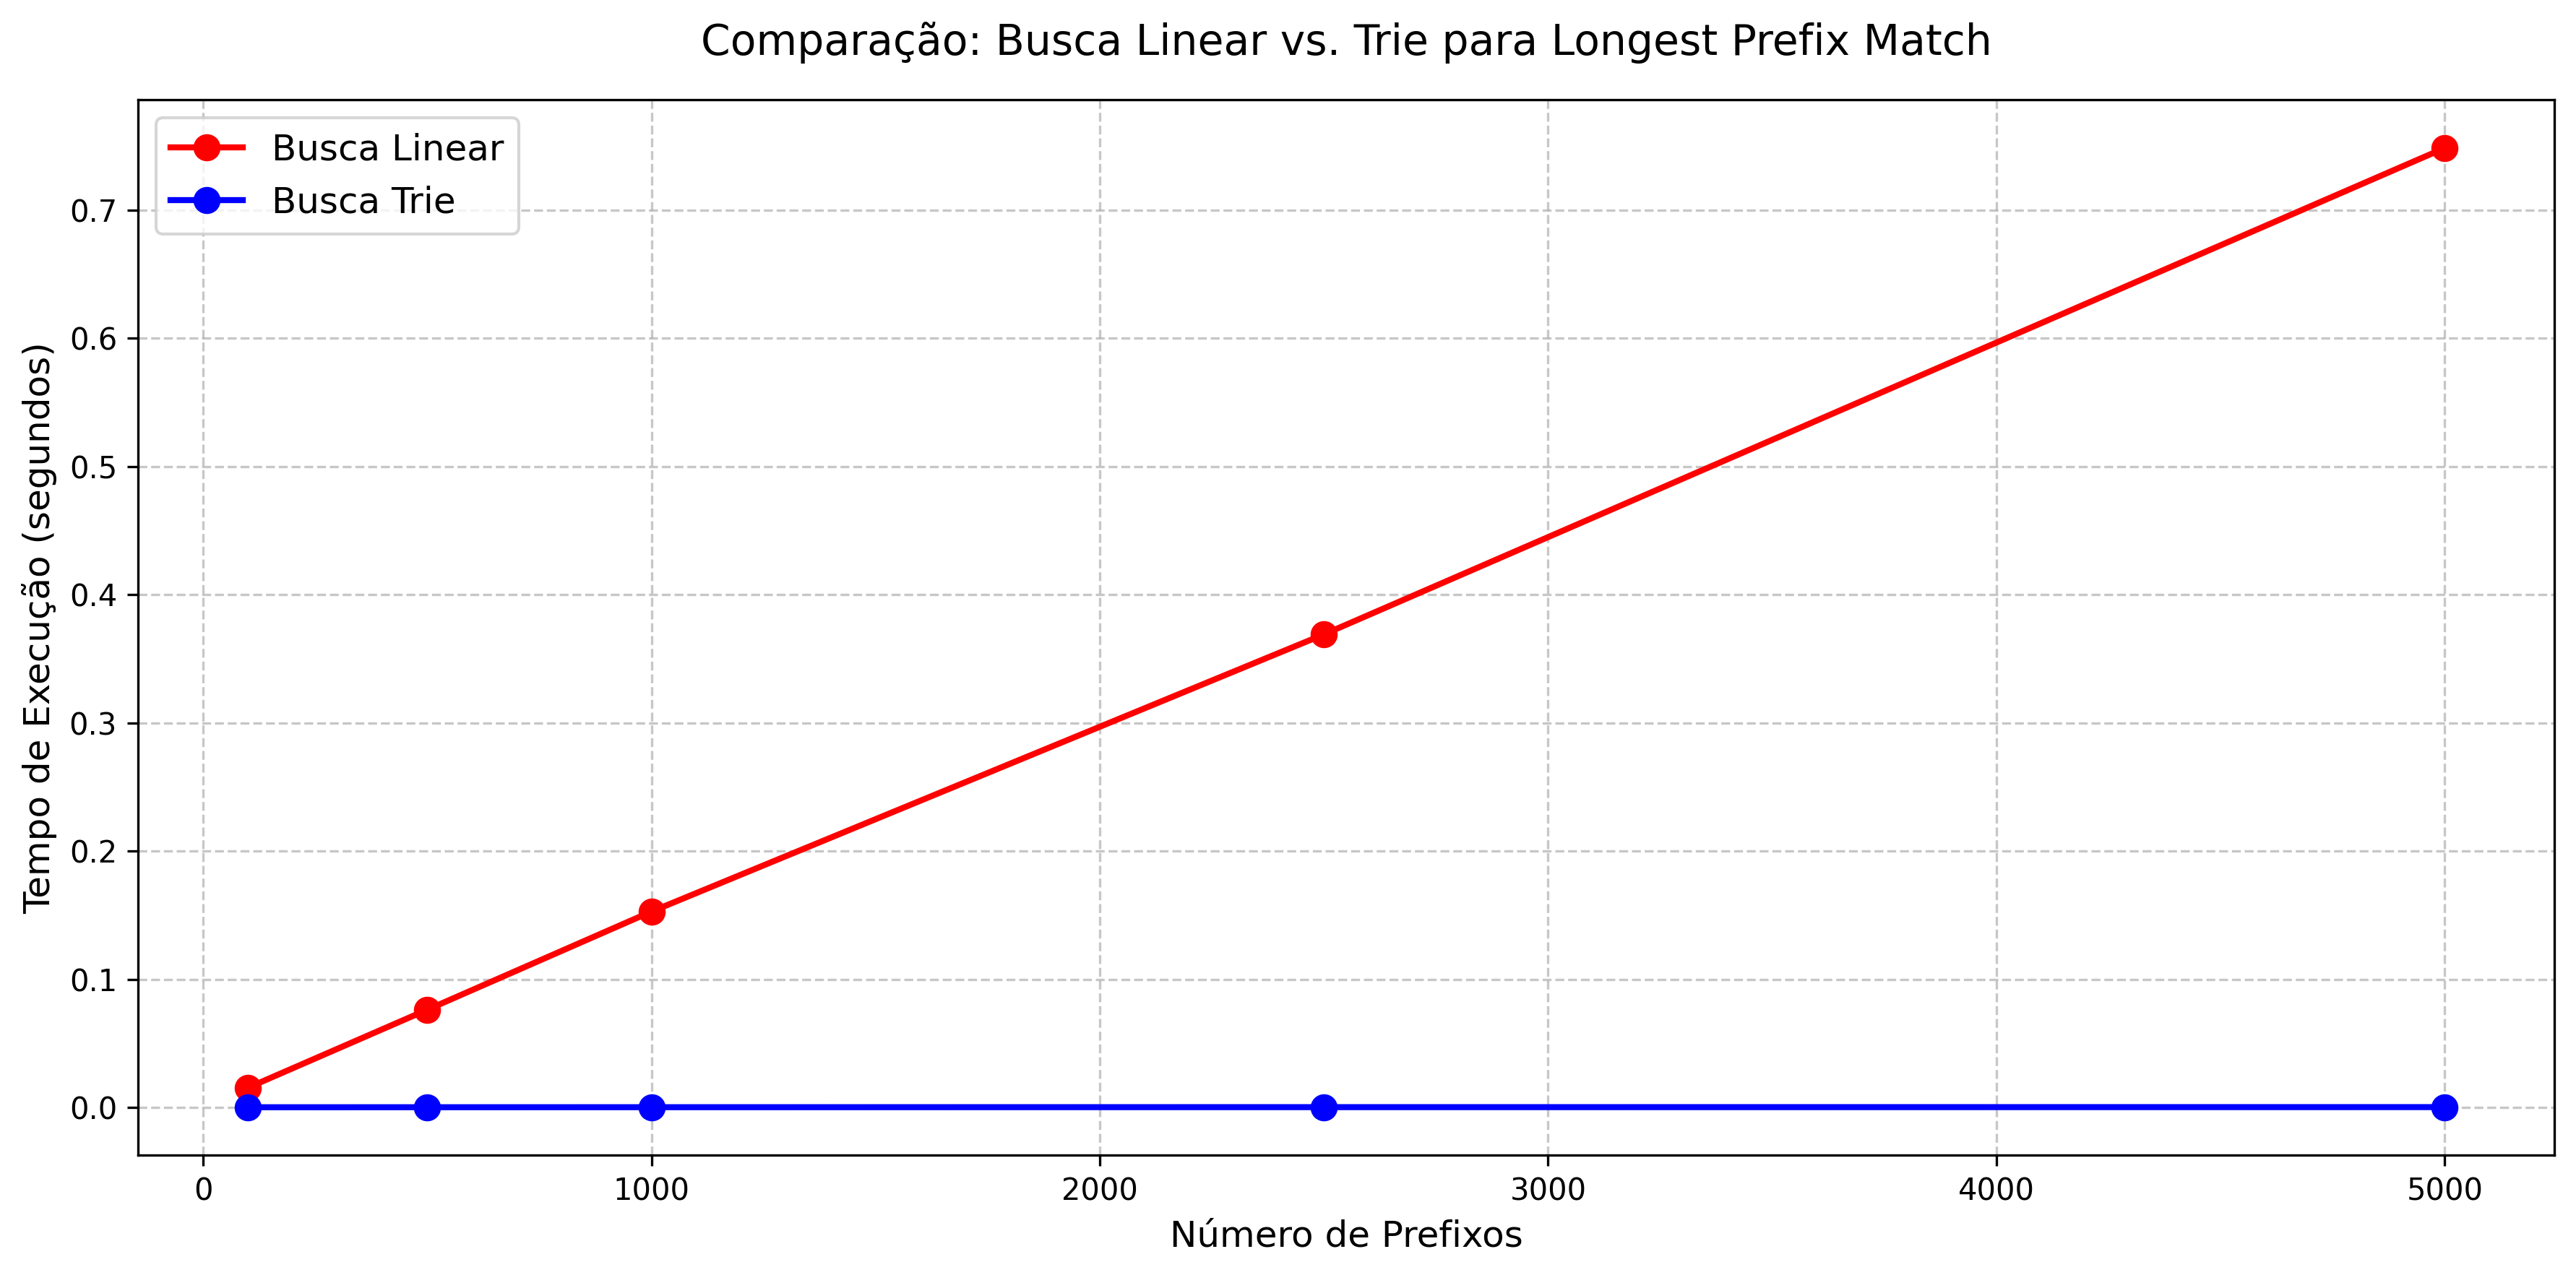 Comparação: Busca Linear vs. Trie para Longest Prefix Match
Busca Linear
Busca Trie
Tempo de Execução (segundos)
0.7
0.6
0.5
0.4
0.3
0.2
0.1
0.0
0 1000 2000 3000 4000 5000
Número de Prefixos